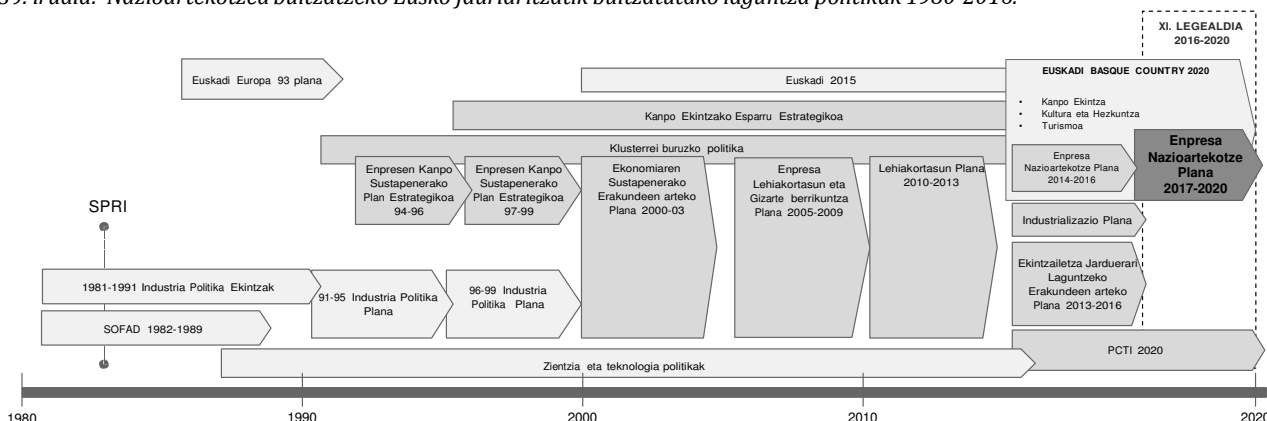 39. irudia: Nazioartekotzea bultzatzeko Eusko Jaurlaritzatik bultzatutako laguntza politikak 1980-2016.
XI. LEGEALDIA
2016-2020
Euskadi Europa 93 plana
Euskadi 2015
EUSKADI BASQUE COUNTRY 2020
• Kanpo Ekintza
• Kultura eta Hezkuntza
• Turismoa
Kanpo Ekintzako Esparru Estrategikoa
Klusterrei buruzko politika
Enpresen Kanpo
Sustapenerako
Plan Estrategikoa
94-96
Enpresen Kanpo
Sustapenerako
Plan Estrategikoa
97-99
Ekonomiaren
Sustapenerako
Erakundeen arteko
Plana 2000-03
Enpresa
Lehiakortasun eta
Gizarte berrikuntza
Plana 2005-2009
Lehiakortasun Plana
2010-2013
Enpresa
Nazioartekotze Plana
2014-2016
Enpresa
Nazioartekotze
Plana
2017-2020
SPRI
Industrializazio Plana
1981-1991 Industria Politika Ekintzak
91-95 Industria Politika
Plana
96-99 Industria
Politika Plana
Ekintzailetza Jarduerari
Laguntzeko
Erakundeen arteko
Plana 2013-2016
SOFAD 1982-1989
PCTI 2020
Zientzia eta teknologia politikak
1980
1990
2000
2010
2020